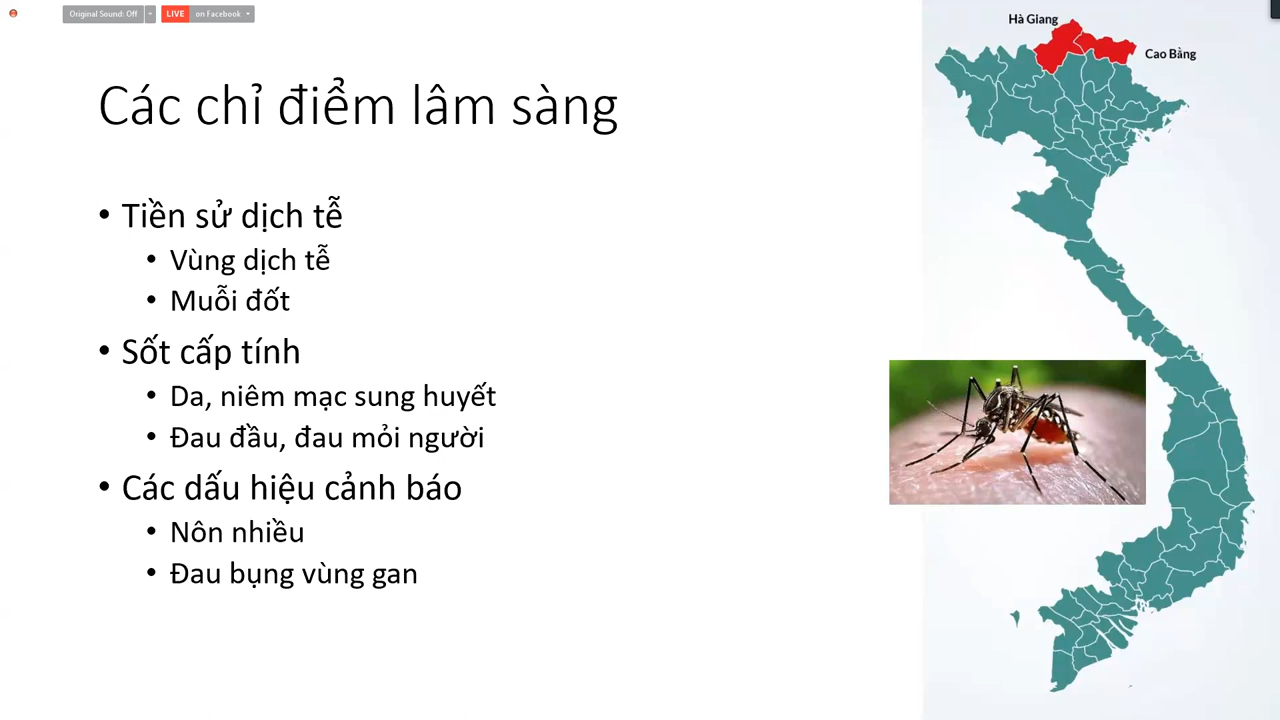 Original Sound: Off
LIVE on Facebook
Hà Giang
Cao Bằng
Các chỉ điểm lâm sàng
• Tiền sử dịch tễ
• Vùng dịch tễ
• Muỗi đốt
• Sốt cấp tính
• Da, niêm mạc sung huyết
• Đau đầu, đau mỏi người
• Các dấu hiệu cảnh báo
• Nôn nhiều
• Đau bụng vùng gan